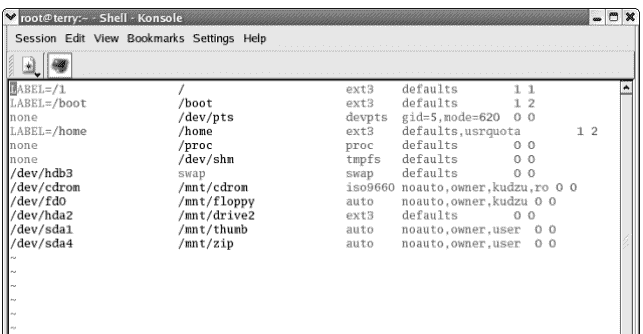 root@terry:~ - Shell - Konsole
Session Edit View Bookmarks Settings Help
LABEL=/1 / ext3 defaults 1 1
LABEL=/boot /boot ext3 defaults 1 2
none /dev/pts devpts gid=5,mode=620 0 0
LABEL=/home /home ext3 defaults,usrquota 1 2
none /proc proc defaults 0 0
none /dev/shm tmpfs defaults 0 0
/dev/hdb3 swap swap defaults 0 0
/dev/cdrom /mnt/cdrom iso9660 noauto,owner,kudzu,ro 0 0
/dev/fd0 /mnt/floppy auto noauto,owner,kudzu 0 0
/dev/hda2 /mnt/drive2 ext3 defaults 0 0
/dev/sda1 /mnt/thumb auto noauto,owner,user 0 0
/dev/sda4 /mnt/zip auto noauto,owner,user 0 0
~
~
~
~
~